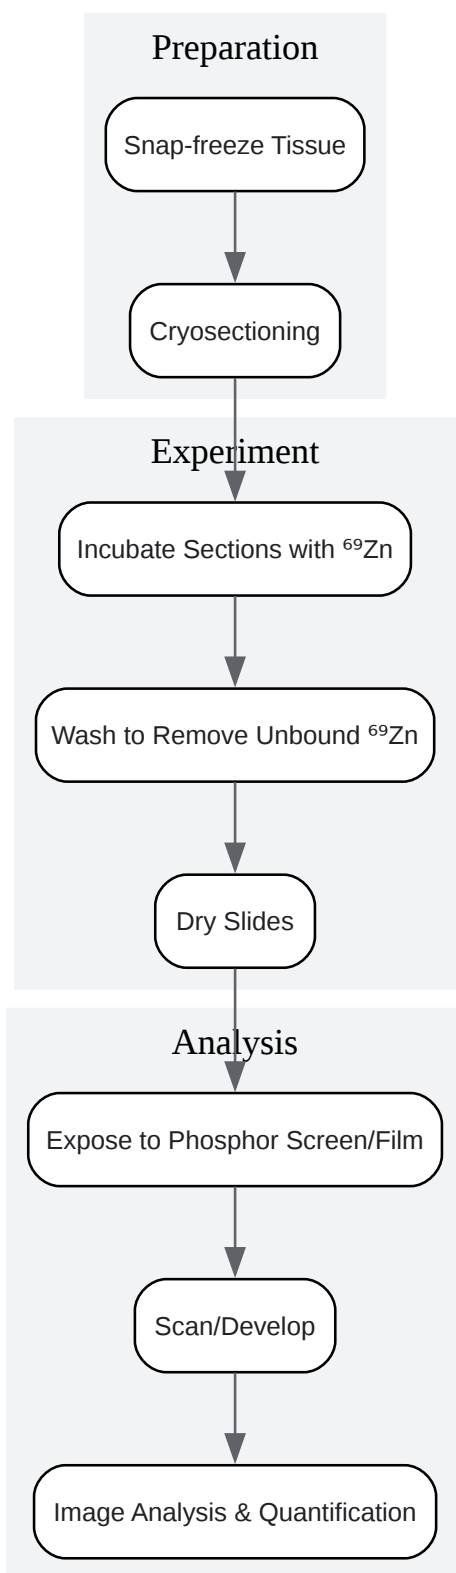 Preparation
Snap-freeze Tissue
Cryosectioning
Experiment
Incubate Sections with ⁶⁹Zn
Wash to Remove Unbound ⁶⁹Zn
Dry Slides
Analysis
Expose to Phosphor Screen/Film
Scan/Develop
Image Analysis & Quantification